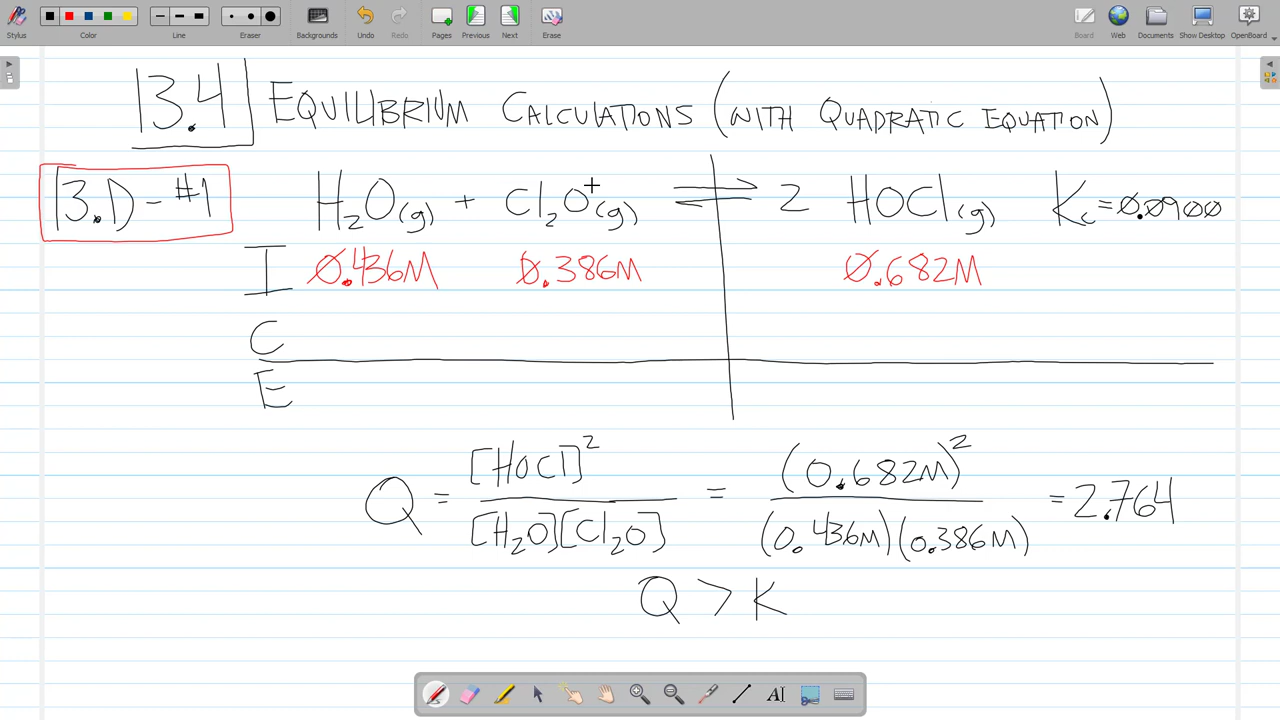 Stylus Color Line Eraser Backgrounds Undo Redo Pages Previous Next Erase Board Web Documents Show Desktop OpenBoard
13.4 EQUILIBRIUM CALCULATIONS (WITH QUADRATIC EQUATION)
13.D - #1 H₂O(g) + Cl₂O(g) ⇌ 2 HOCl(g) Kc = 0.0900
I 0.436M 0.386M 0.682M
C
E
Q = [HOCl]² / [H₂O][Cl₂O] = (0.682M)² / (0.436M)(0.386M) = 2.764
Q > K